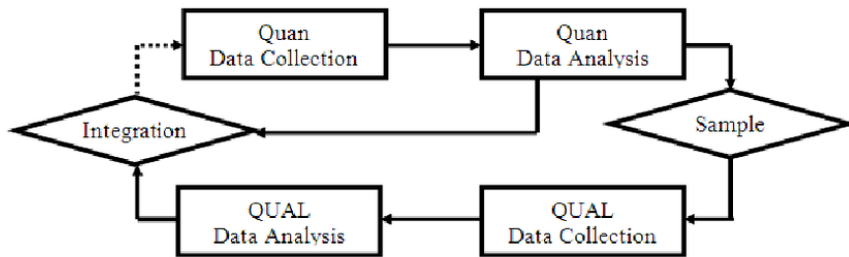 Quan
Data Collection
Quan
Data Analysis
Integration
Sample
QUAL
Data Analysis
QUAL
Data Collection